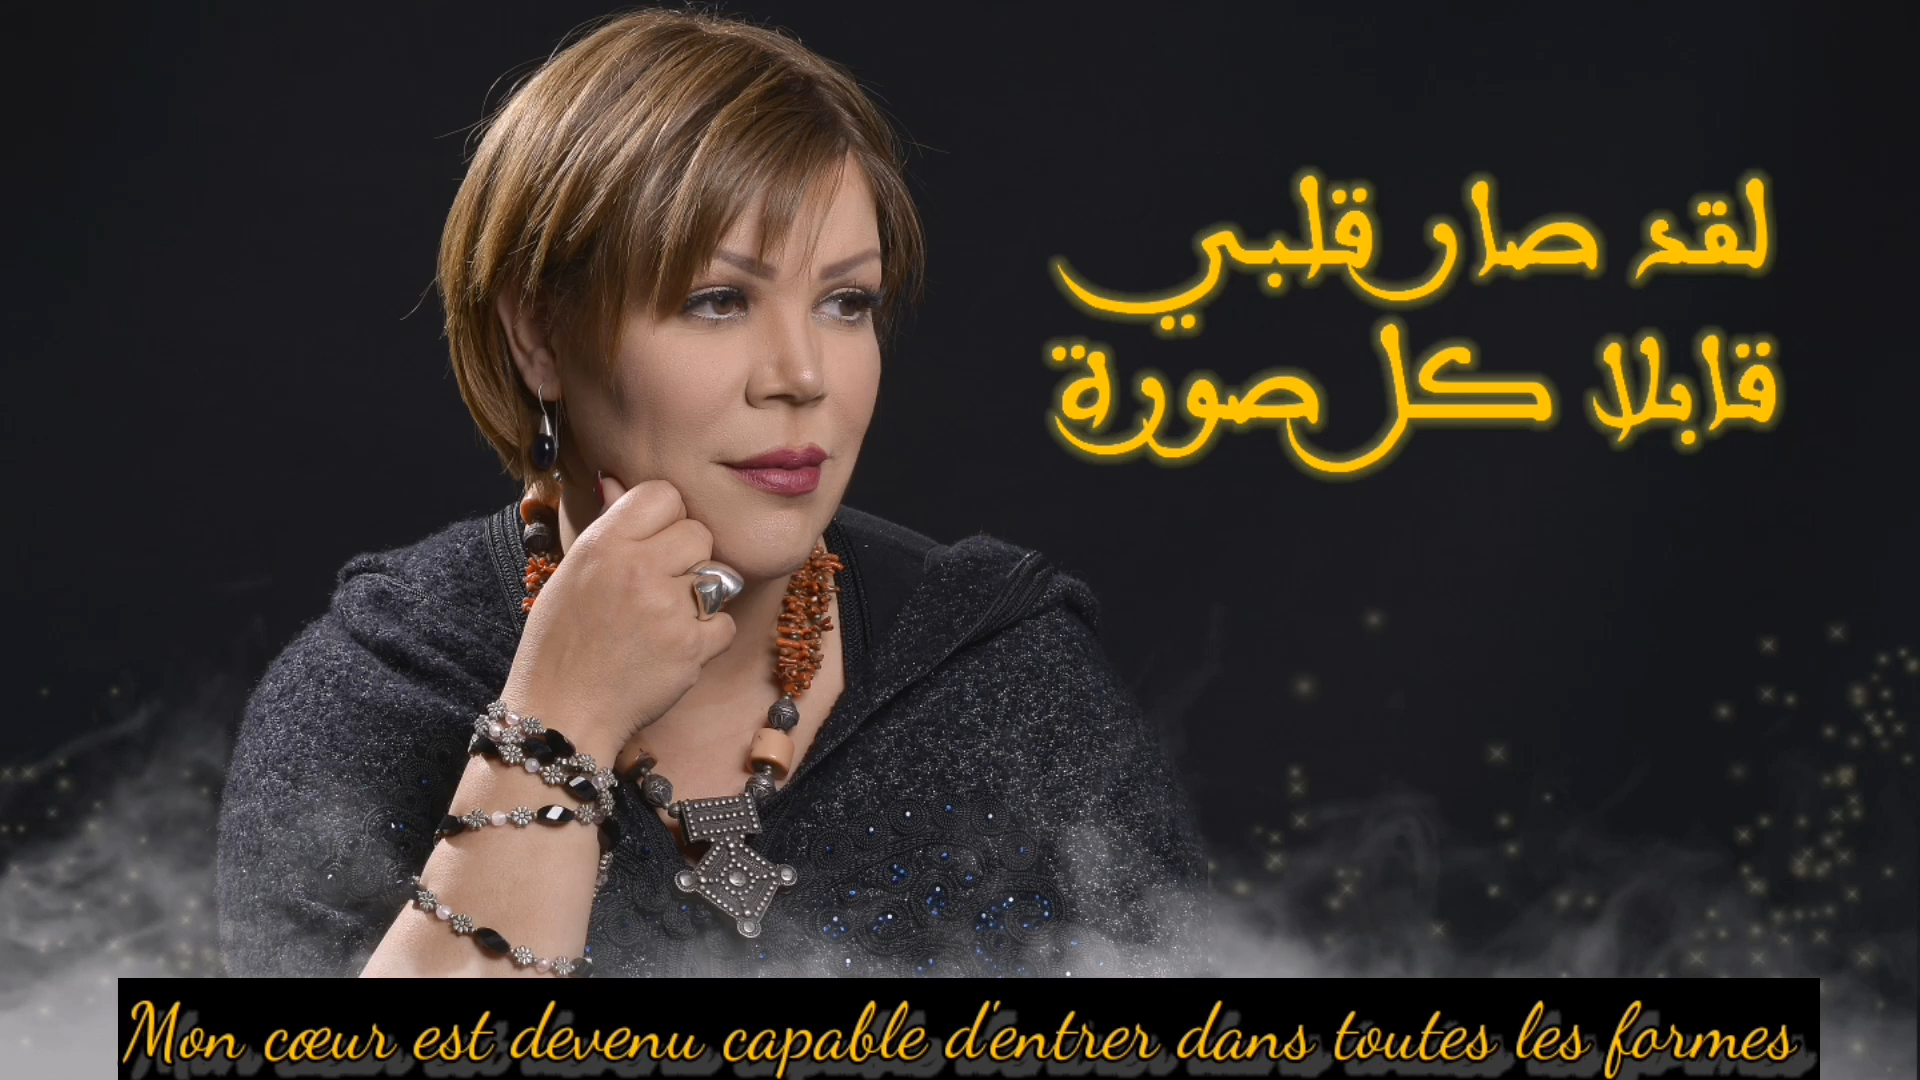 لقد صار قلبي
قابلا كل صورة
Mon cœur est devenu capable d'entrer dans toutes les formes